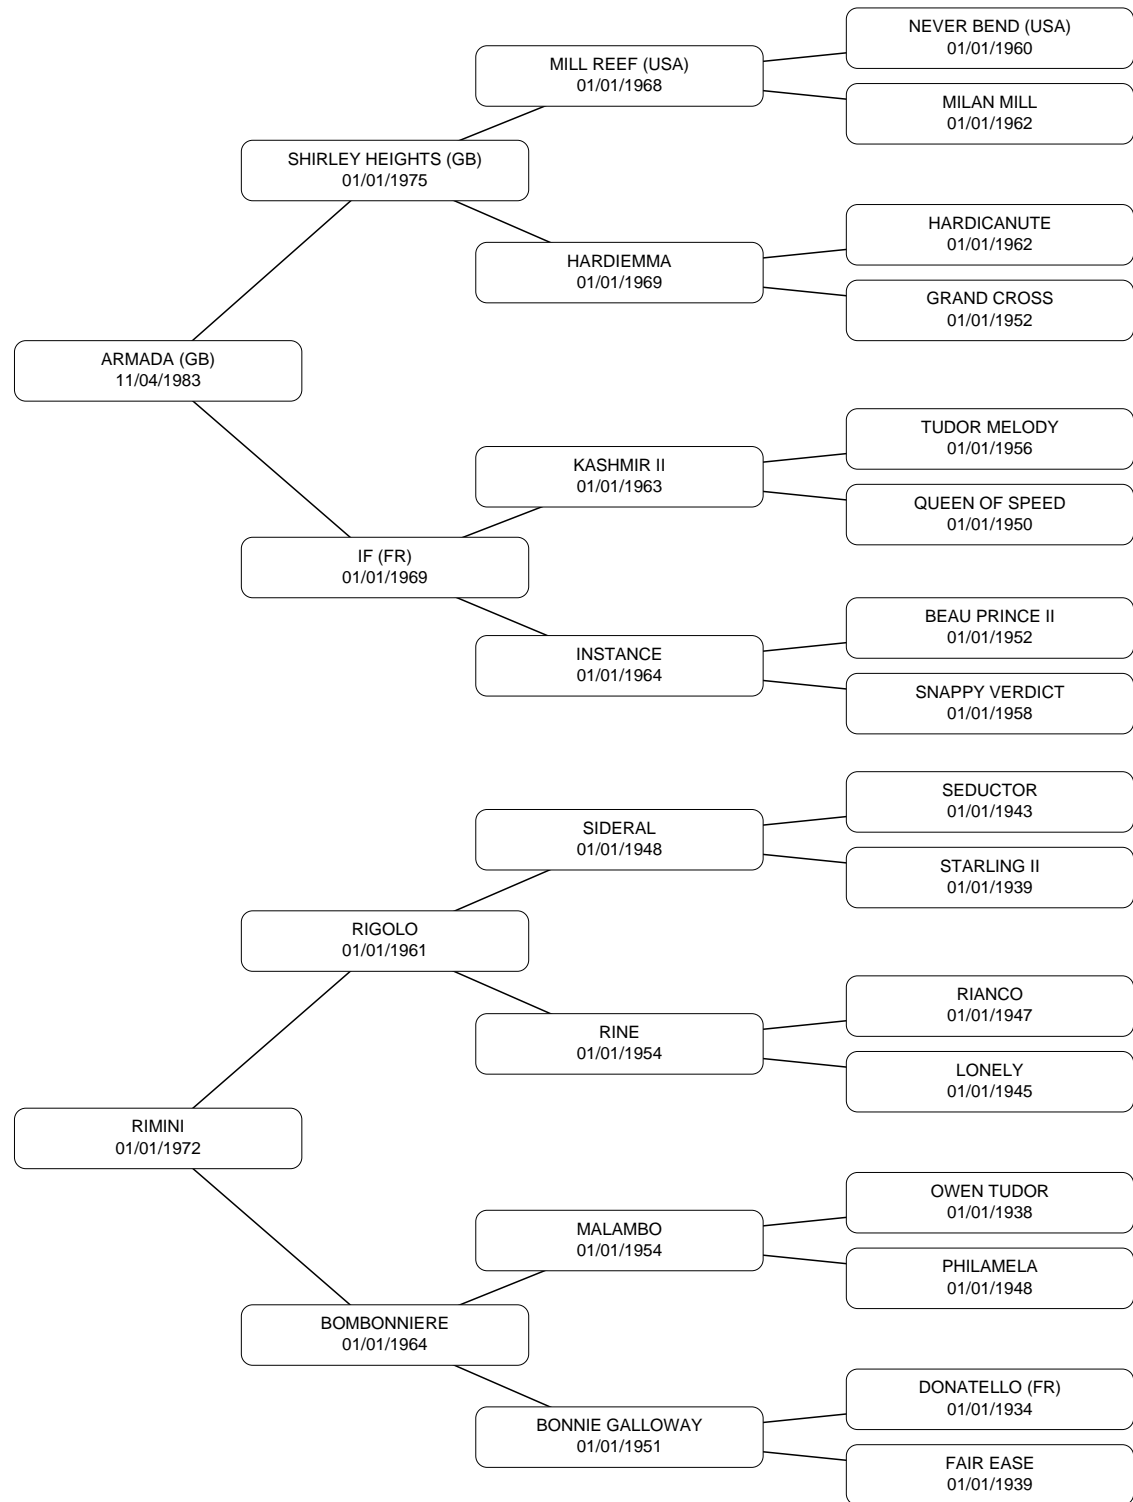 NEVER BEND (USA)
01/01/1960
MILL REEF (USA)
01/01/1968
MILAN MILL
01/01/1962
SHIRLEY HEIGHTS (GB)
01/01/1975
HARDICANUTE
01/01/1962
HARDIEMMA
01/01/1969
GRAND CROSS
01/01/1952
ARMADA (GB)
11/04/1983
TUDOR MELODY
01/01/1956
KASHMIR II
01/01/1963
QUEEN OF SPEED
01/01/1950
IF (FR)
01/01/1969
BEAU PRINCE II
01/01/1952
INSTANCE
01/01/1964
SNAPPY VERDICT
01/01/1958
SEDUCTOR
01/01/1943
SIDERAL
01/01/1948
STARLING II
01/01/1939
RIGOLO
01/01/1961
RIANCO
01/01/1947
RINE
01/01/1954
LONELY
01/01/1945
RIMINI
01/01/1972
OWEN TUDOR
01/01/1938
MALAMBO
01/01/1954
PHILAMELA
01/01/1948
BOMBONNIERE
01/01/1964
DONATELLO (FR)
01/01/1934
BONNIE GALLOWAY
01/01/1951
FAIR EASE
01/01/1939